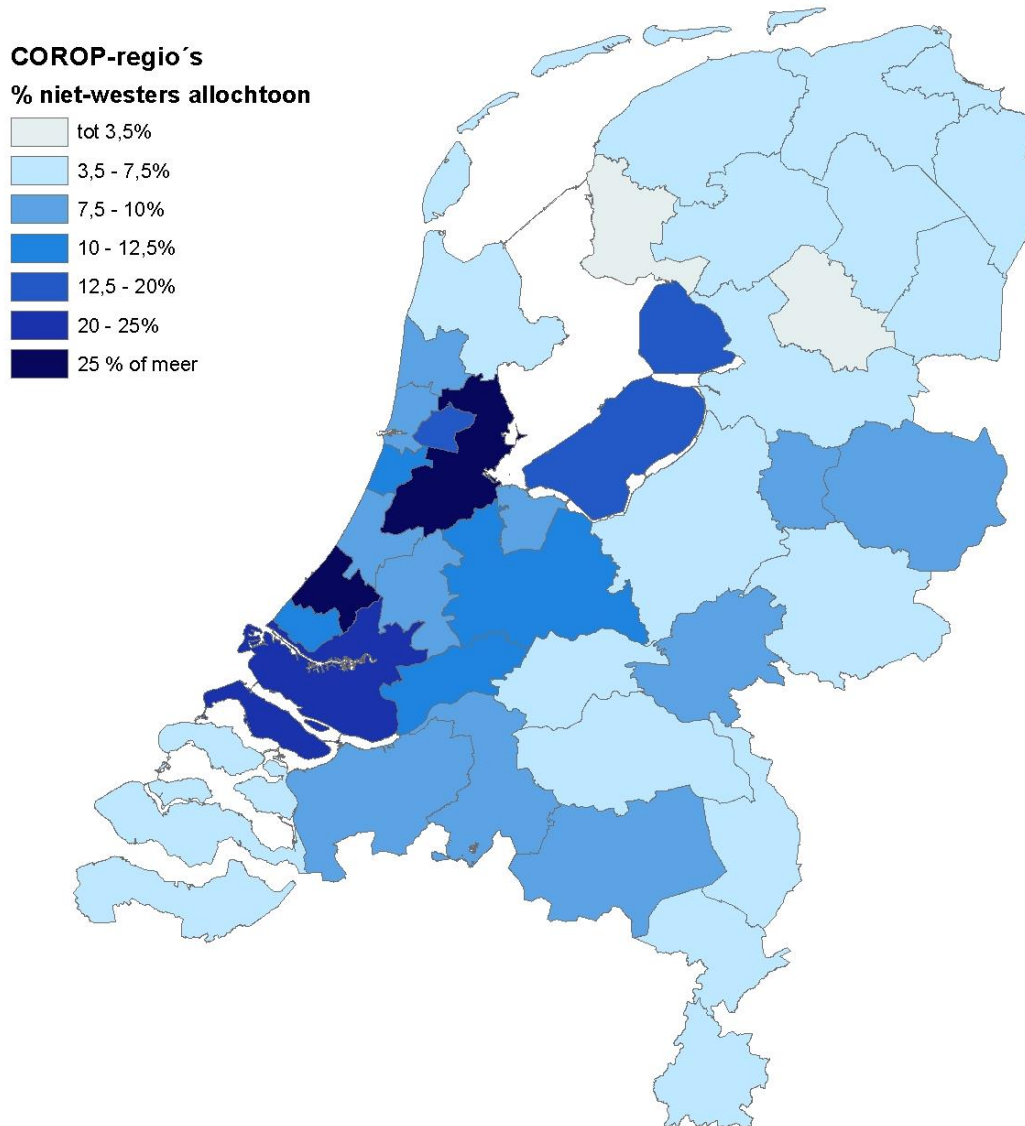 COROP-regio´s
% niet-westers allochtoon
tot 3,5%
3,5 - 7,5%
7,5 - 10%
10 - 12,5%
12,5 - 20%
20 - 25%
25 % of meer